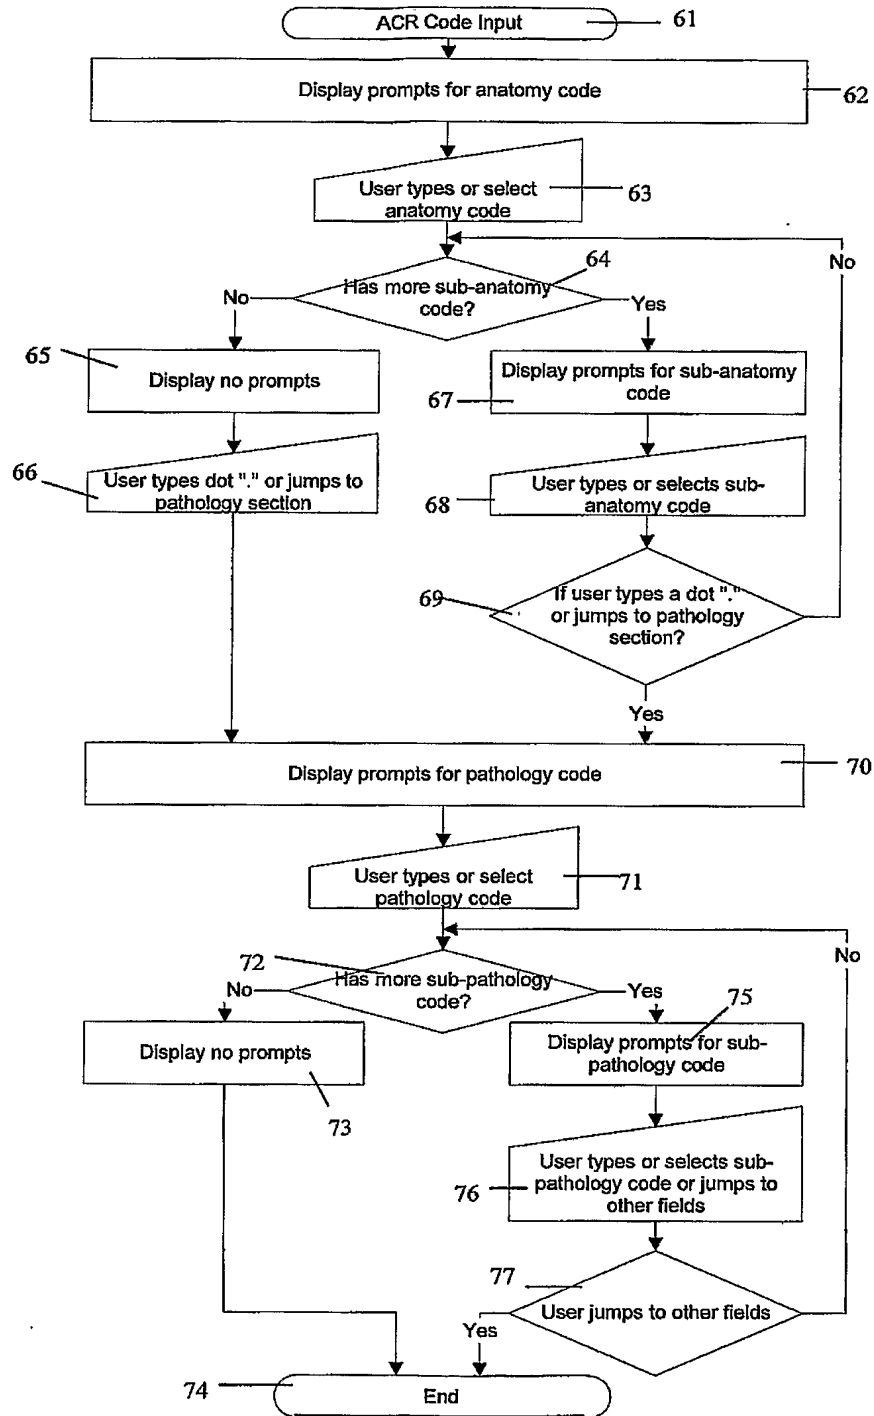 ACR Code Input
61
Display prompts for anatomy code
62
User types or select
anatomy code
63
No
64
Has more sub-anatomy
code?
No
Yes
65
Display no prompts
Display prompts for sub-anatomy
code
67
66
User types dot "." or jumps to
pathology section
User types or selects sub-
anatomy code
68
69
If user types a dot "."
or jumps to pathology
section?
Yes
Display prompts for pathology code
70
User types or select
pathology code
71
No
72
Has more sub-pathology
code?
No
Yes
75
Display no prompts
73
Display prompts for sub-
pathology code
User types or selects sub-
pathology code or jumps to
other fields
76
77
User jumps to other fields
Yes
74
End